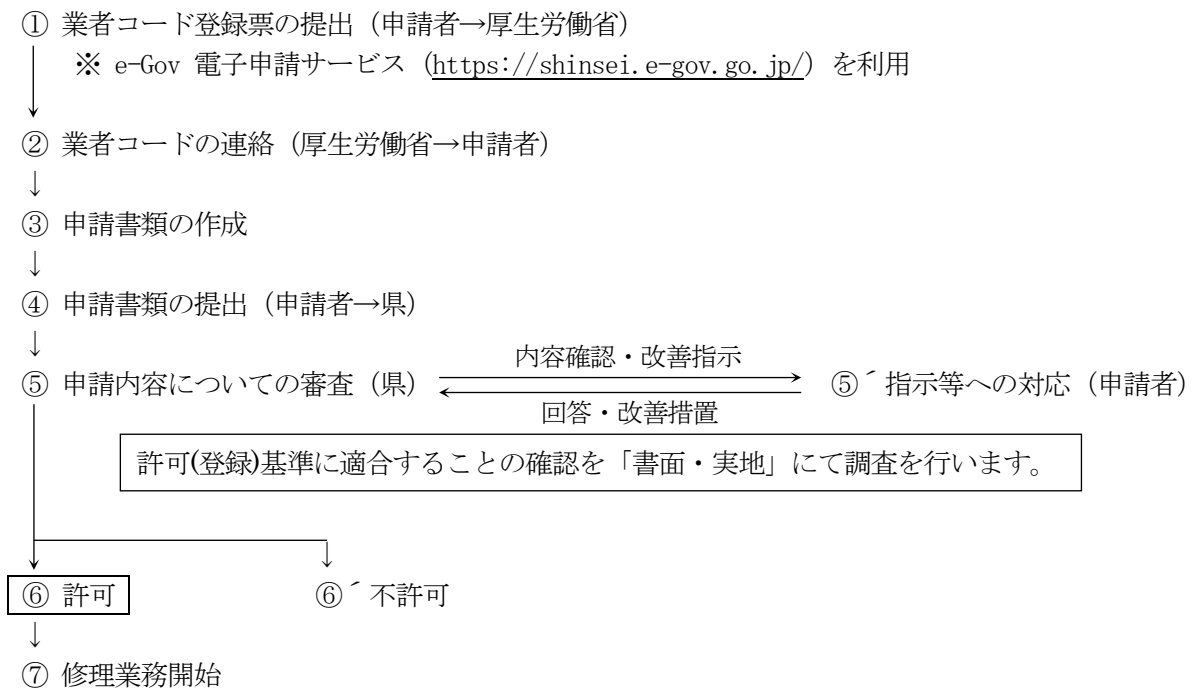 ① 業者コード登録票の提出（申請者→厚生労働省）
※ e-Gov 電子申請サービス（https://shinsei.e-gov.go.jp/）を利用
② 業者コードの連絡（厚生労働省→申請者）
↓
③ 申請書類の作成
↓
④ 申請書類の提出（申請者→県）
↓
内容確認・改善指示
⑤ 申請内容についての審査（県）
⑤´指示等への対応（申請者）
回答・改善措置
許可(登録)基準に適合することの確認を「書面・実地」にて調査を行います。
↓
⑥ 許可
⑥´不許可
↓
⑦ 修理業務開始